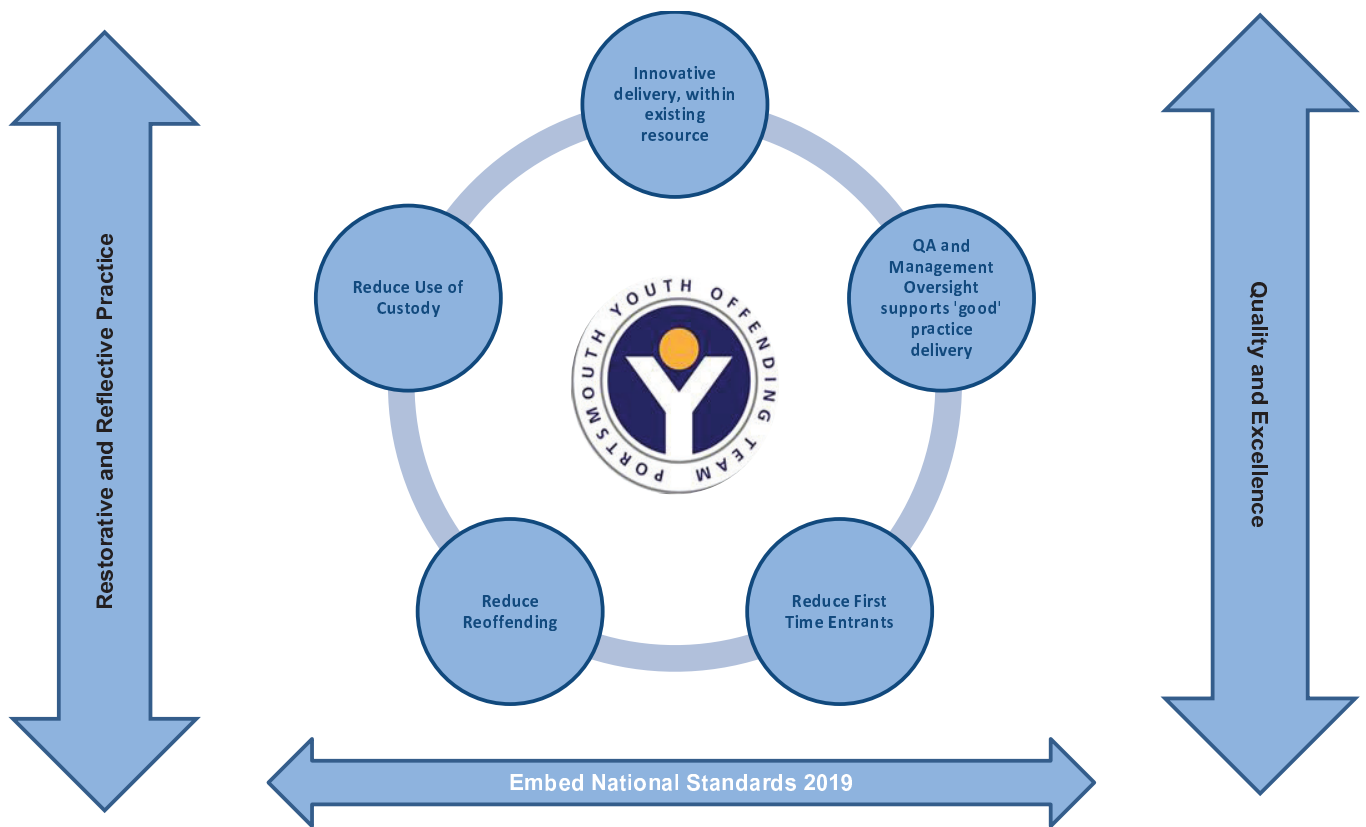 Innovative
delivery, within
existing
resource
Restorative and Reflective Practice
Reduce Use of
Custody
PORTSMOUTH YOUTH OFFENDING TEAM
Y
QA and
Management
Oversight
supports 'good'
practice
delivery
Quality and Excellence
Reduce
Reoffending
Reduce First
Time Entrants
Embed National Standards 2019